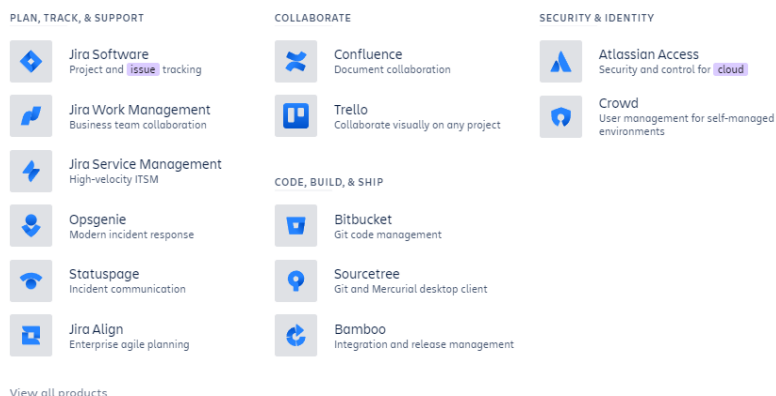 PLAN, TRACK, & SUPPORT
Jira Software
Project and issue tracking
Jira Work Management
Business team collaboration
Jira Service Management
High-velocity ITSM
Opsgenie
Modern incident response
Statuspage
Incident communication
Jira Align
Enterprise agile planning
View all products
COLLABORATE
Confluence
Document collaboration
Trello
Collaborate visually on any project
CODE, BUILD, & SHIP
Bitbucket
Git code management
Sourcetree
Git and Mercurial desktop client
Bamboo
Integration and release management
SECURITY & IDENTITY
Atlassian Access
Security and control for cloud
Crowd
User management for self-managed
environments